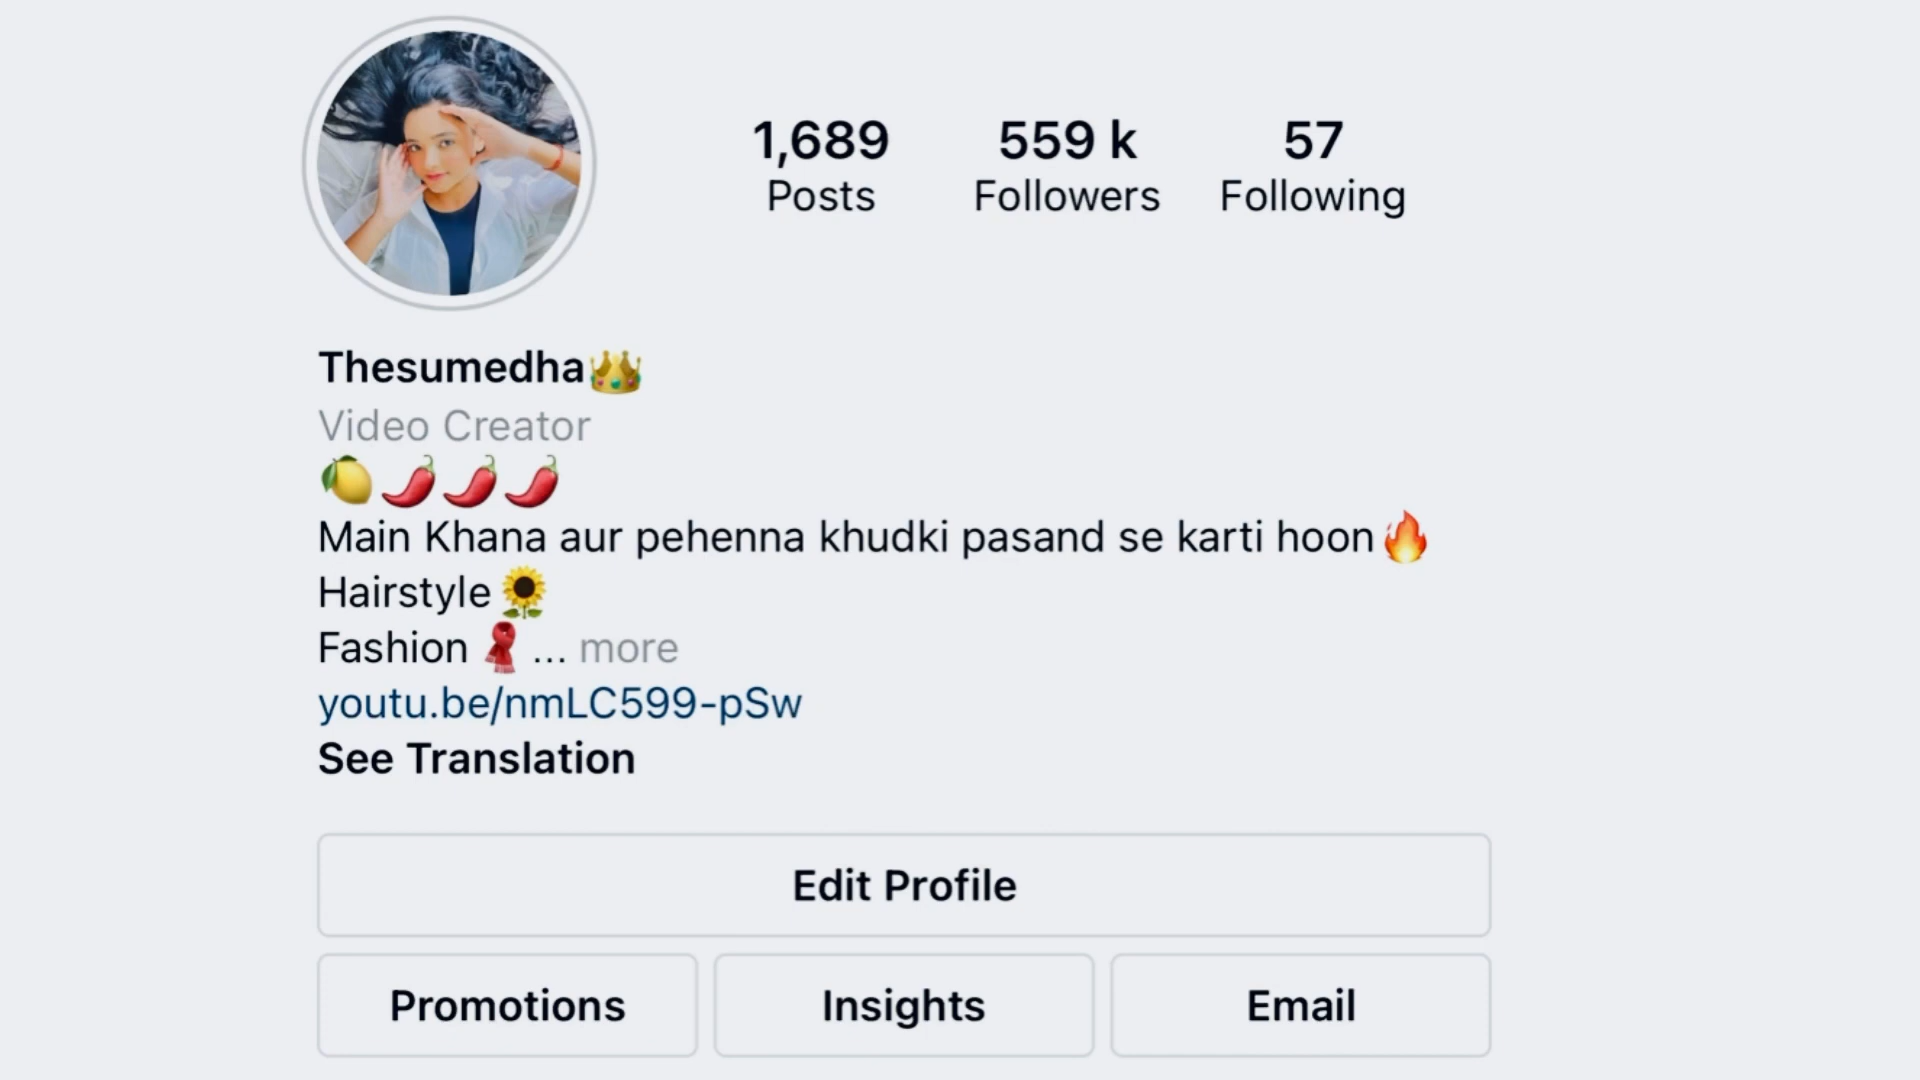 1,689 559 k 57
Posts Followers Following
Thesumedha👑
Video Creator
🍋🌶️🌶️🌶️
Main Khana aur pehenna khudki pasand se karti hoon🔥
Hairstyle🌻
Fashion 🧣... more
youtu.be/nmLC599-pSw
See Translation
Edit Profile
Promotions Insights Email